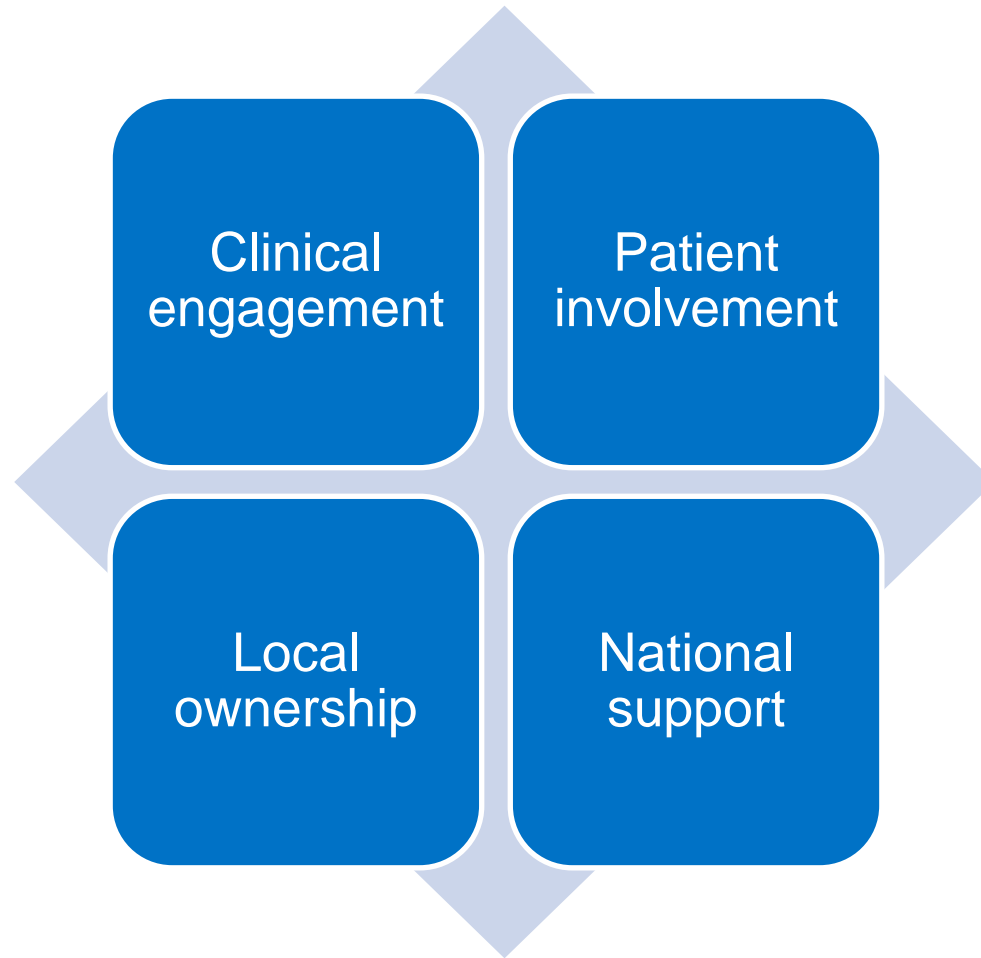 Clinical
engagement
Patient
involvement
Local
ownership
National
support